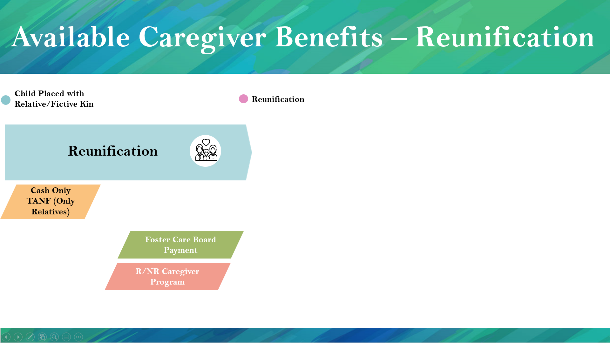 Available Caregiver Benefits – Reunification
Child Placed with
Relative/Fictive Kin
Reunification
Reunification
Cash Only
TANF (Only
Relatives)
Foster Care Board
Payment
R/NR Caregiver
Program